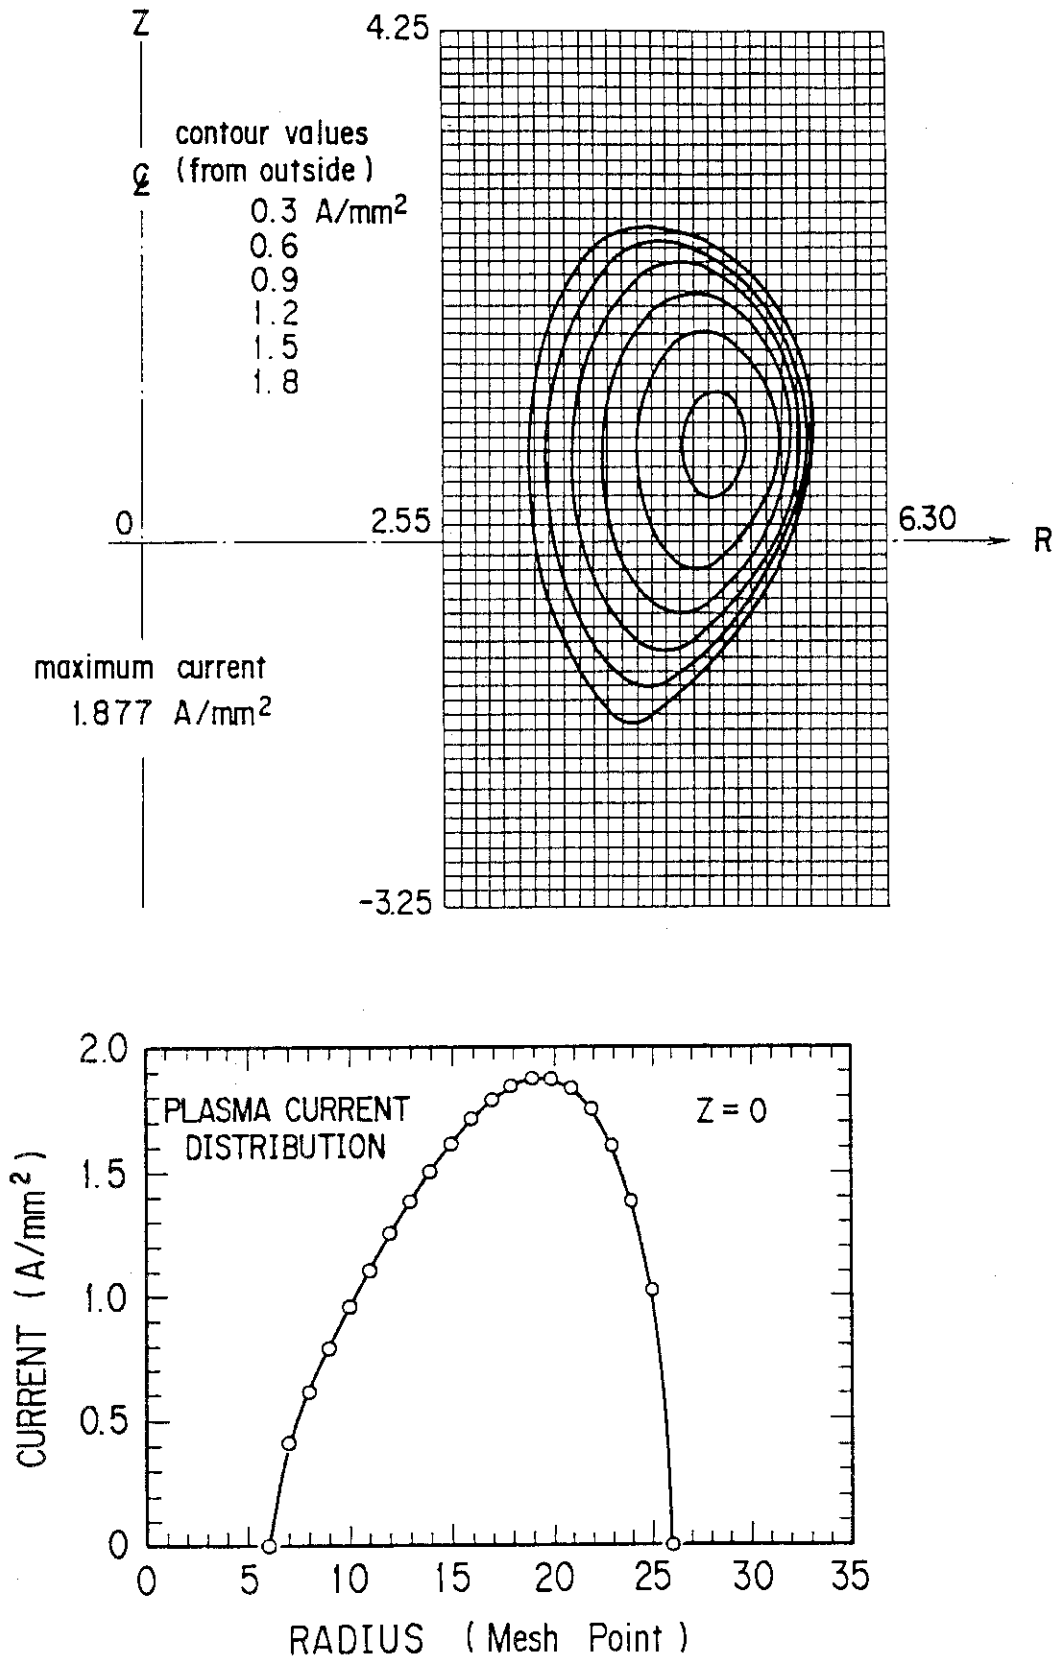 Z
4.25
contour values
℄ (from outside)
0.3 A/mm²
0.6
0.9
1.2
1.5
1.8
0
2.55
6.30
R
maximum current
1.877 A/mm²
-3.25
2.0
PLASMA CURRENT
DISTRIBUTION
Z = 0
1.5
1.0
0.5
0
CURRENT (A/mm²)
0 5 10 15 20 25 30 35
RADIUS (Mesh Point)